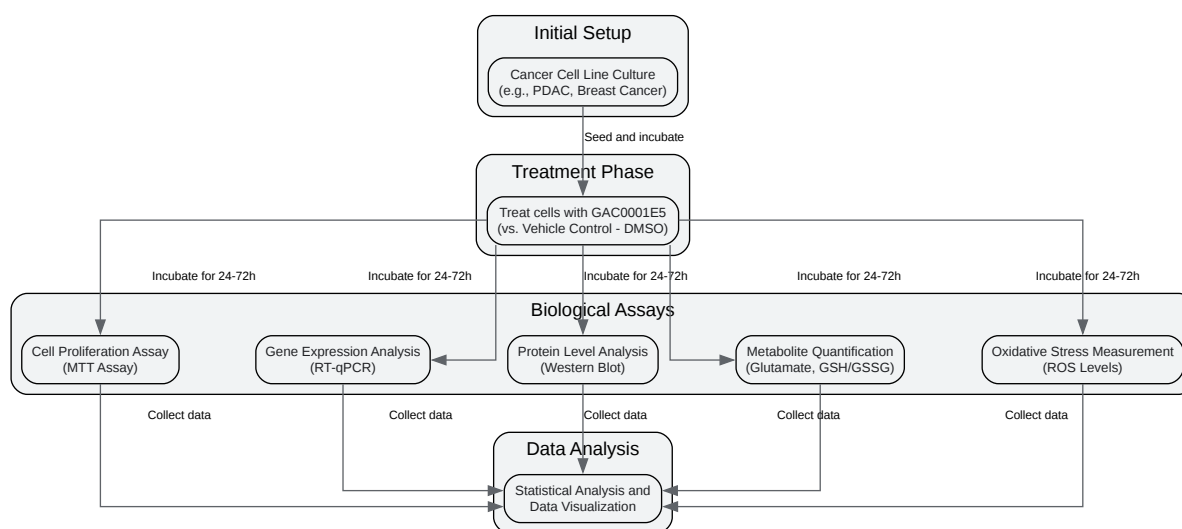 Initial Setup
Cancer Cell Line Culture
(e.g., PDAC, Breast Cancer)
Seed and incubate
Treatment Phase
Treat cells with GAC0001E5
(vs. Vehicle Control - DMSO)
Incubate for 24-72h
Incubate for 24-72h
Incubate for 24-72h
Incubate for 24-72h
Incubate for 24-72h
Biological Assays
Cell Proliferation Assay
(MTT Assay)
Gene Expression Analysis
(RT-qPCR)
Protein Level Analysis
(Western Blot)
Metabolite Quantification
(Glutamate, GSH/GSSG)
Oxidative Stress Measurement
(ROS Levels)
Collect data
Collect data
Collect data
Collect data
Collect data
Data Analysis
Statistical Analysis and
Data Visualization